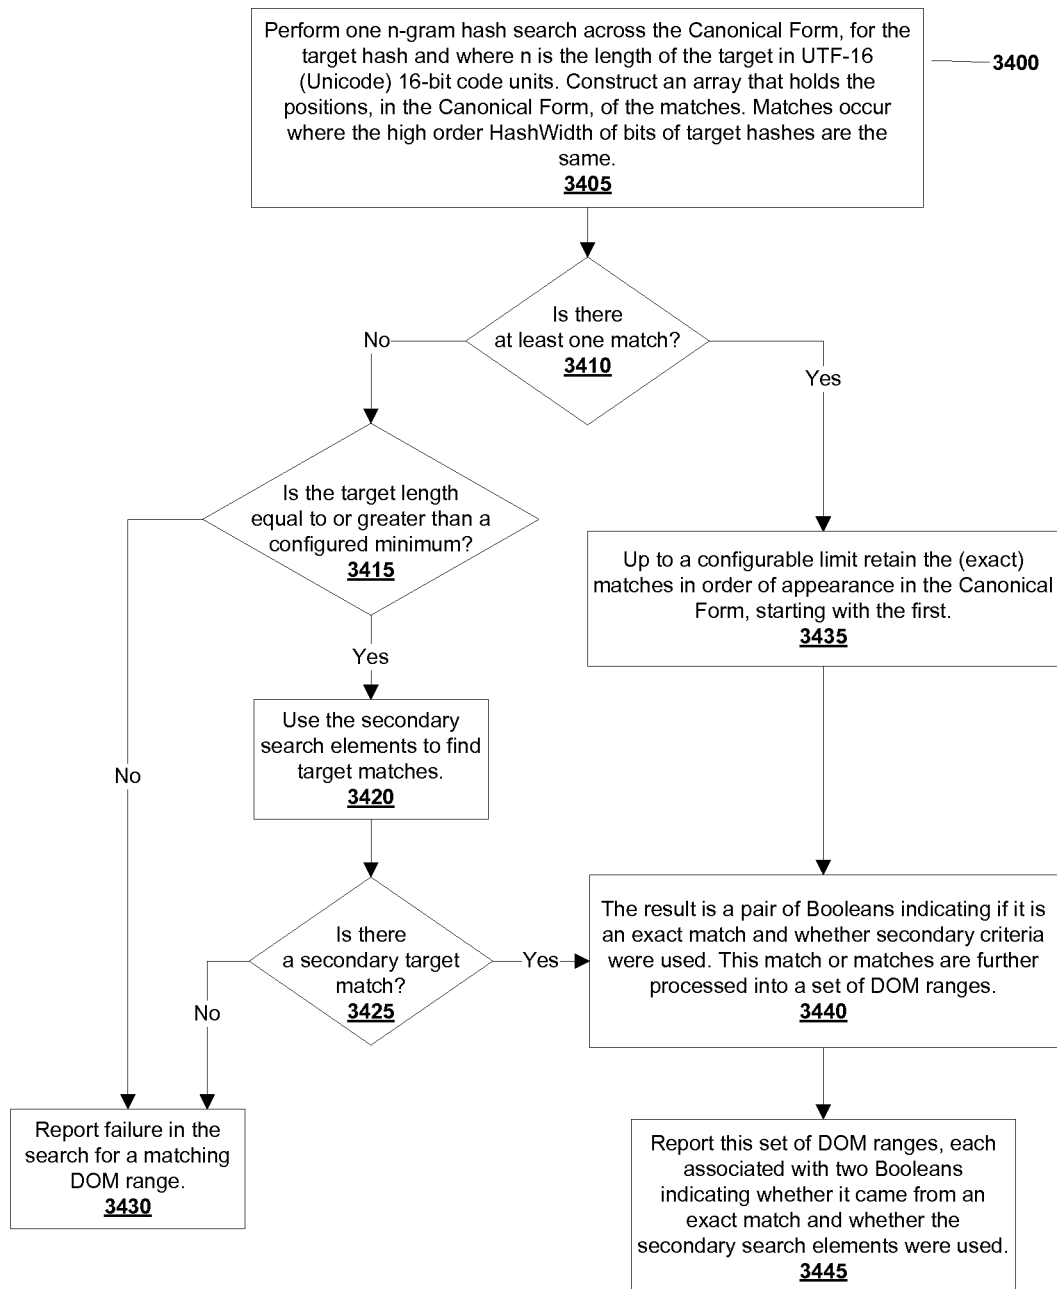 Perform one n-gram hash search across the Canonical Form, for the
target hash and where n is the length of the target in UTF-16
(Unicode) 16-bit code units. Construct an array that holds the
positions, in the Canonical Form, of the matches. Matches occur
where the high order HashWidth of bits of target hashes are the
same.
3405
3400
Is there
at least one match?
3410
No
Yes
Is the target length
equal to or greater than a
configured minimum?
3415
Up to a configurable limit retain the (exact)
matches in order of appearance in the Canonical
Form, starting with the first.
3435
Yes
Use the secondary
search elements to find
target matches.
3420
No
Is there
a secondary target
match?
3425
Yes
The result is a pair of Booleans indicating if it is
an exact match and whether secondary criteria
were used. This match or matches are further
processed into a set of DOM ranges.
3440
No
Report failure in the
search for a matching
DOM range.
3430
Report this set of DOM ranges, each
associated with two Booleans
indicating whether it came from an
exact match and whether the
secondary search elements were used.
3445